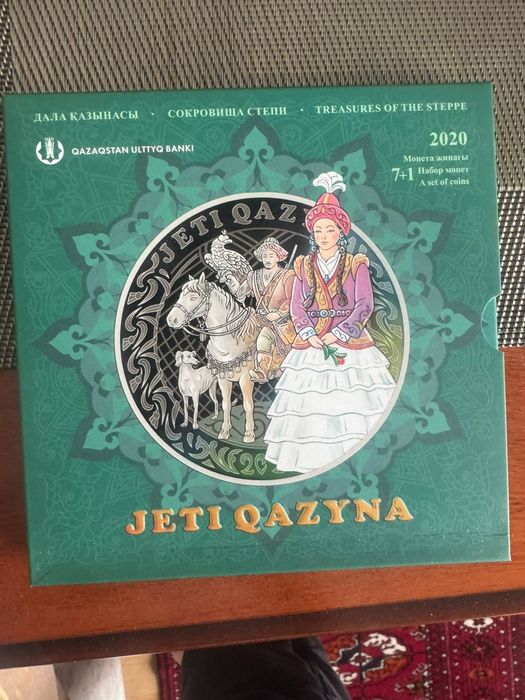 ДАЛА ҚАЗЫНАСЫ · СОКРОВИЩА СТЕПИ · TREASURES OF THE STEPPE
QAZAQSTAN ULTTYQ BANKI
2020
Монета жинағы
7+1 Набор монет
A set of coins
JETI QAZ
JETI QAZYNA